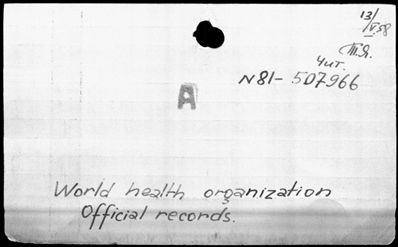 13/
V.58
Т.Я.
Чит.
N81-507966
A
World health organization
Official records.